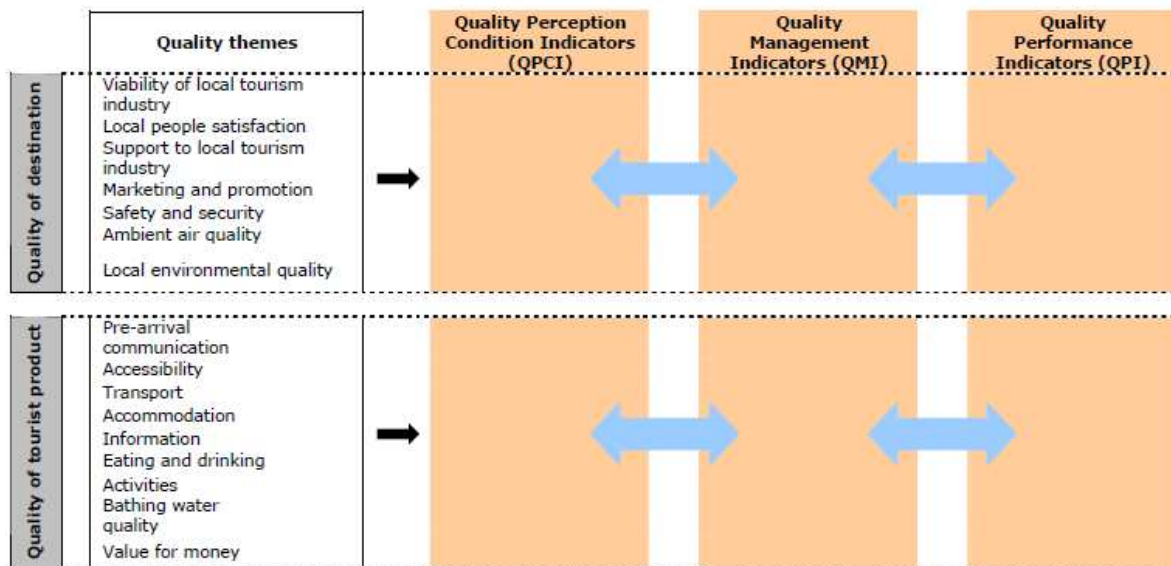 Quality themes
Quality Perception
Condition Indicators
(QPCI)
Quality
Management
Indicators (QMI)
Quality
Performance
Indicators (QPI)
Quality of destination
Viability of local tourism
industry
Local people satisfaction
Support to local tourism
industry
Marketing and promotion
Safety and security
Ambient air quality
Local environmental quality
Quality of tourist product
Pre-arrival
communication
Accessibility
Transport
Accommodation
Information
Eating and drinking
Activities
Bathing water
quality
Value for money